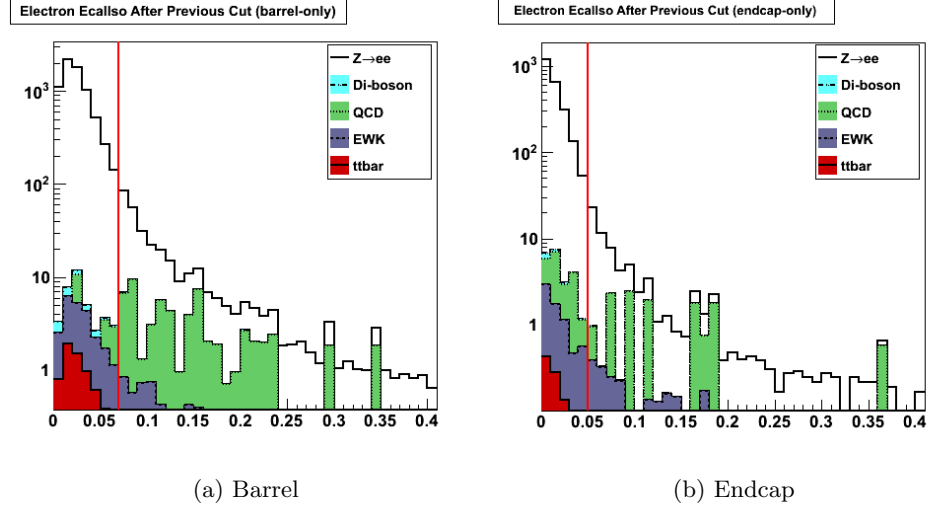 Electron EcalIso After Previous Cut (barrel-only)
Z→ee
Di-boson
QCD
EWK
ttbar
10³
10²
10
1
0 0.05 0.1 0.15 0.2 0.25 0.3 0.35 0.4
(a) Barrel
Electron EcalIso After Previous Cut (endcap-only)
Z→ee
Di-boson
QCD
EWK
ttbar
10³
10²
10
1
0 0.05 0.1 0.15 0.2 0.25 0.3 0.35 0.4
(b) Endcap